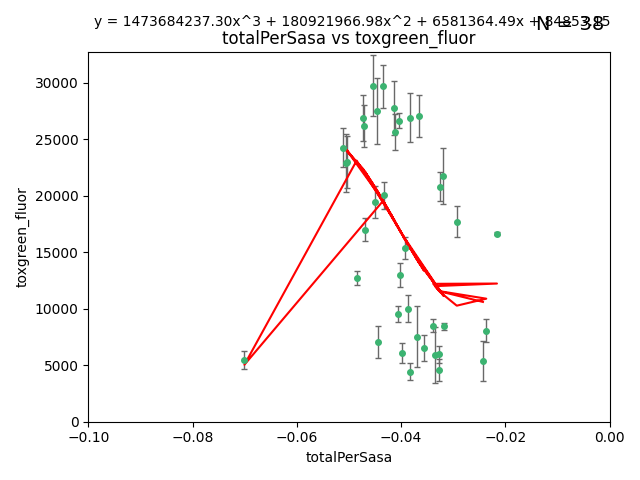 y = 1473684237.30x^3 + 180921966.98x^2 + 6581364.49x + 84853.15
N = 38
totalPerSasa vs toxgreen_fluor
30000
25000
20000
15000
10000
5000
0
toxgreen_fluor
−0.10 −0.08 −0.06 −0.04 −0.02 0.00
totalPerSasa